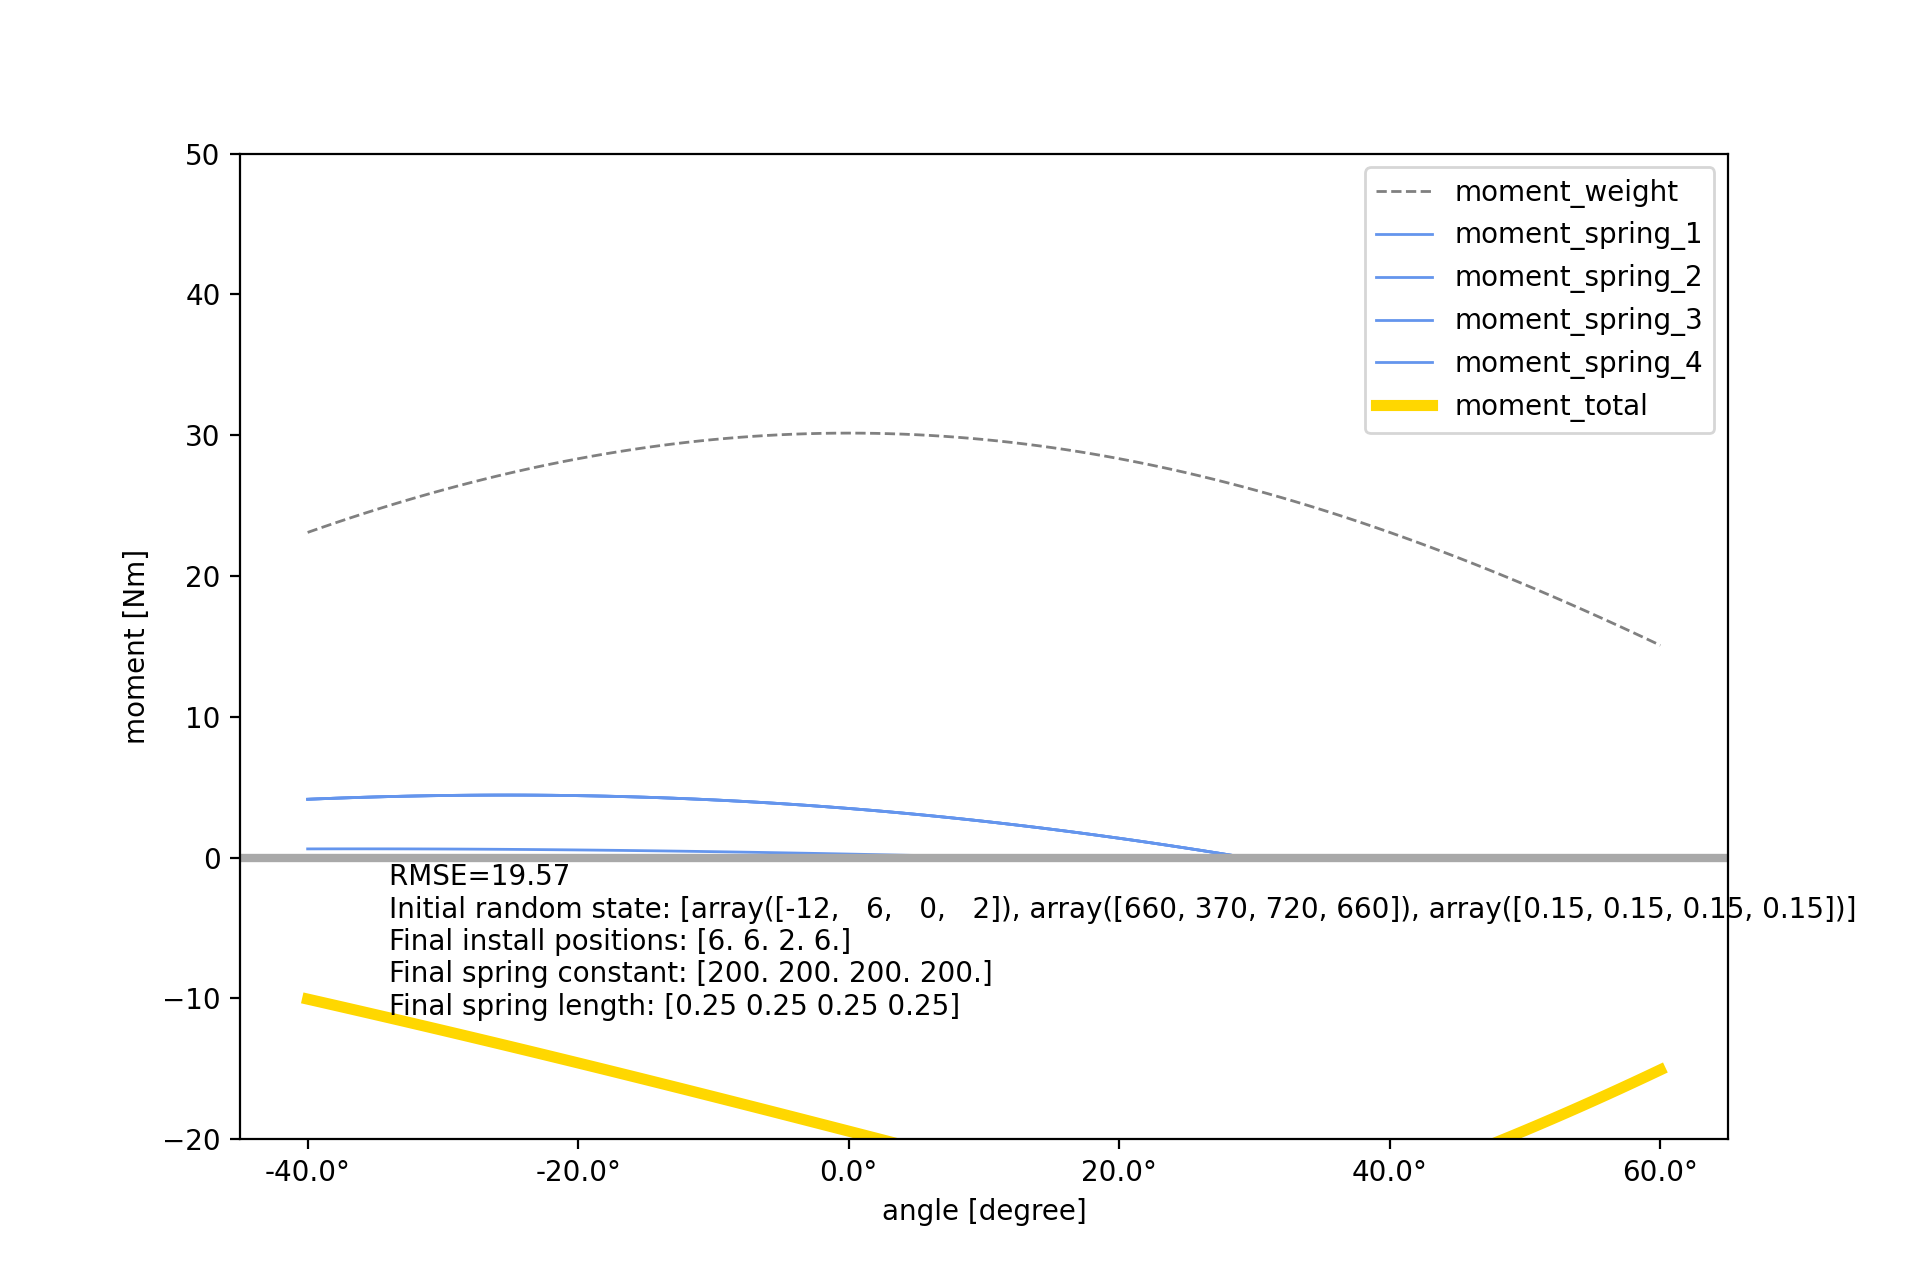 50
40
30
20
10
0
−10
−20
moment [Nm]
moment_weight
moment_spring_1
moment_spring_2
moment_spring_3
moment_spring_4
moment_total
RMSE=19.57
Initial random state: [array([-12,   6,   0,   2]), array([660, 370, 720, 660]), array([0.15, 0.15, 0.15, 0.15])]
Final install positions: [6. 6. 2. 6.]
Final spring constant: [200. 200. 200. 200.]
Final spring length: [0.25 0.25 0.25 0.25]
-40.0° -20.0° 0.0° 20.0° 40.0° 60.0°
angle [degree]